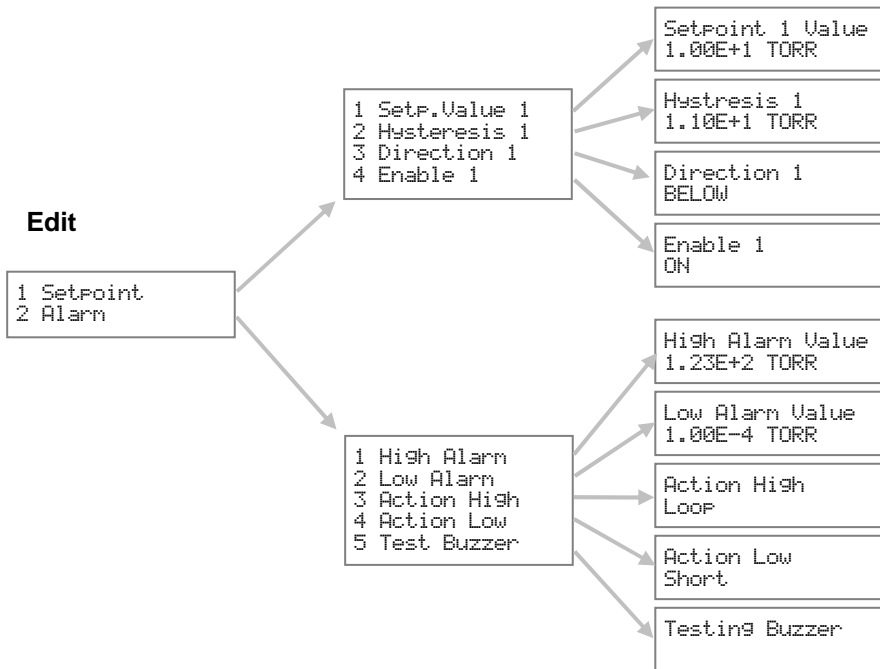 Edit
1 Setpoint
2 Alarm
1 Setp.Value 1
2 Hysteresis 1
3 Direction 1
4 Enable 1
Setpoint 1 Value
1.00E+1 TORR
Hystresis 1
1.10E+1 TORR
Direction 1
BELOW
Enable 1
ON
1 High Alarm
2 Low Alarm
3 Action High
4 Action Low
5 Test Buzzer
High Alarm Value
1.23E+2 TORR
Low Alarm Value
1.00E-4 TORR
Action High
Loop
Action Low
Short
Testing Buzzer